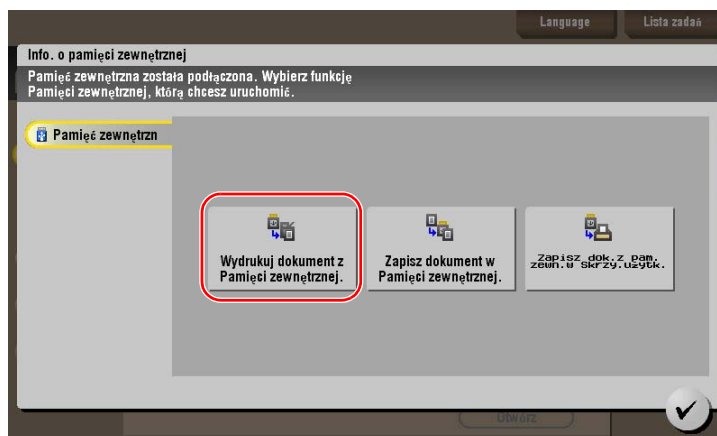 Language Lista zadań
Info. o pamięci zewnętrznej
Pamięć zewnętrzna została podłączona. Wybierz funkcję
Pamięci zewnętrznej, którą chcesz uruchomić.
Pamięć zewnętrzn
Wydrukuj dokument z
Pamięci zewnętrznej.
Zapisz dokument w
Pamięci zewnętrznej.
Zapisz dok.z pam.
zewn.w Skrzy.użytk.
Otwórz